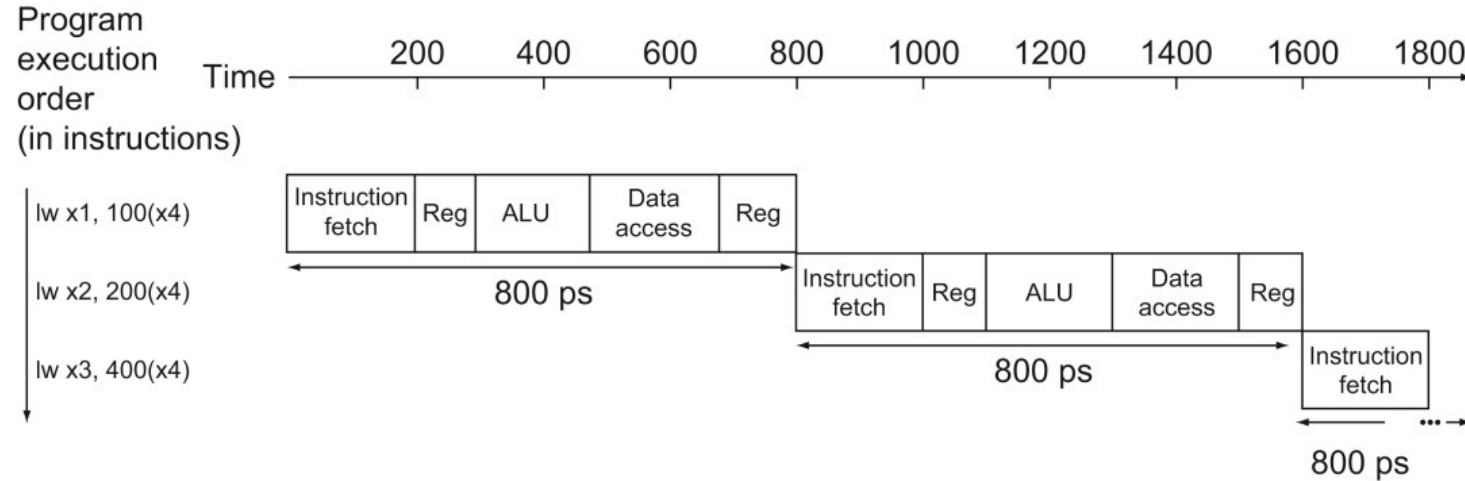 Program
execution
order
(in instructions)
Time
200 400 600 800 1000 1200 1400 1600 1800
lw x1, 100(x4)
Instruction
fetch
Reg
ALU
Data
access
Reg
800 ps
lw x2, 200(x4)
Instruction
fetch
Reg
ALU
Data
access
Reg
800 ps
lw x3, 400(x4)
Instruction
fetch
...
800 ps